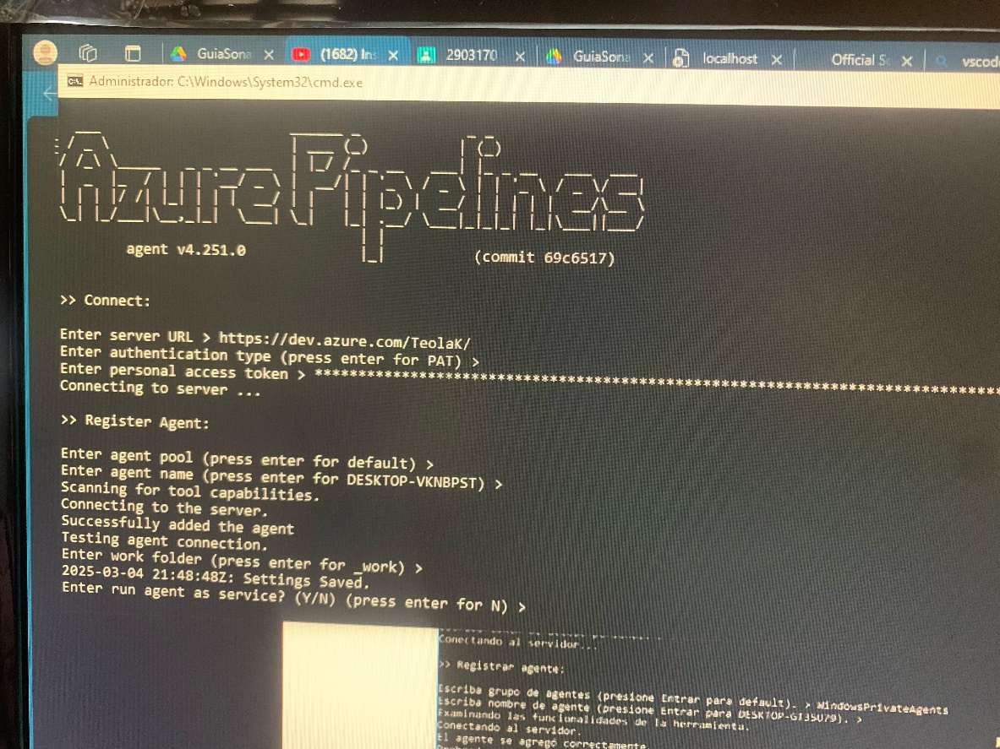 GuiaSona
(1682) Ins
2903170
GuiaSona
localhost
Official Sc
vscod
Administrador: C:\Windows\System32\cmd.exe
Azure Pipelines
agent v4.251.0 (commit 69c6517)
>> Connect:
Enter server URL > https://dev.azure.com/TeolaK/
Enter authentication type (press enter for PAT) >
Enter personal access token > ******************************************************************************
Connecting to server ...
>> Register Agent:
Enter agent pool (press enter for default) >
Enter agent name (press enter for DESKTOP-VKNBPST) >
Scanning for tool capabilities.
Connecting to the server.
Successfully added the agent
Testing agent connection.
Enter work folder (press enter for _work) >
2025-03-04 21:48:48Z: Settings Saved.
Enter run agent as service? (Y/N) (press enter for N) >
Conectando al servidor...
>> Registrar agente:
Escriba grupo de agentes (presione Entrar para default). > WindowsPrivateAgents
Escriba nombre de agente (presione Entrar para DESKTOP-GT35U79). >
Examinando las funcionalidades de la herramienta.
Conectando al servidor.
El agente se agregó correctamente